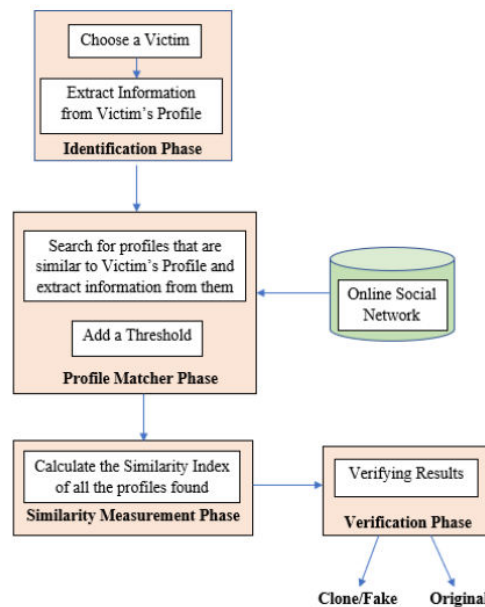 Choose a Victim
Extract Information
from Victim's Profile
Identification Phase
Search for profiles that are
similar to Victim's Profile and
extract information from them
Add a Threshold
Profile Matcher Phase
Online Social
Network
Calculate the Similarity Index
of all the profiles found
Similarity Measurement Phase
Verifying Results
Verification Phase
Clone/Fake
Original